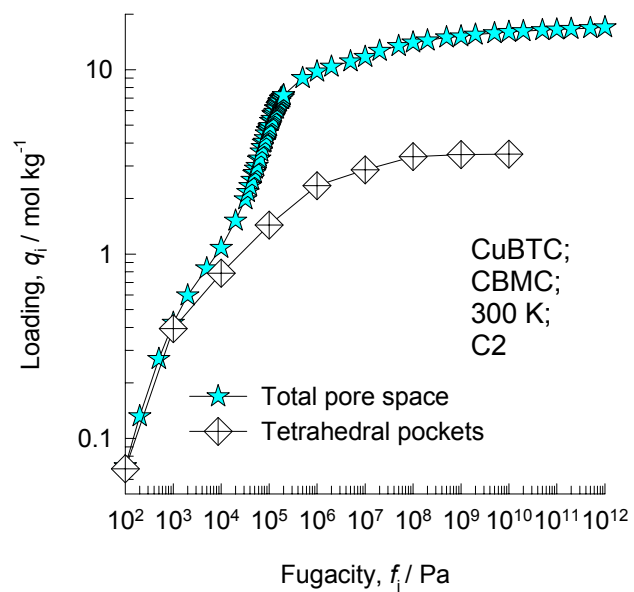 10
1
0.1
Loading, qᵢ / mol kg⁻¹
CuBTC;
CBMC;
300 K;
C2
Total pore space
Tetrahedral pockets
10² 10³ 10⁴ 10⁵ 10⁶ 10⁷ 10⁸ 10⁹ 10¹⁰ 10¹¹ 10¹²
Fugacity, fᵢ / Pa